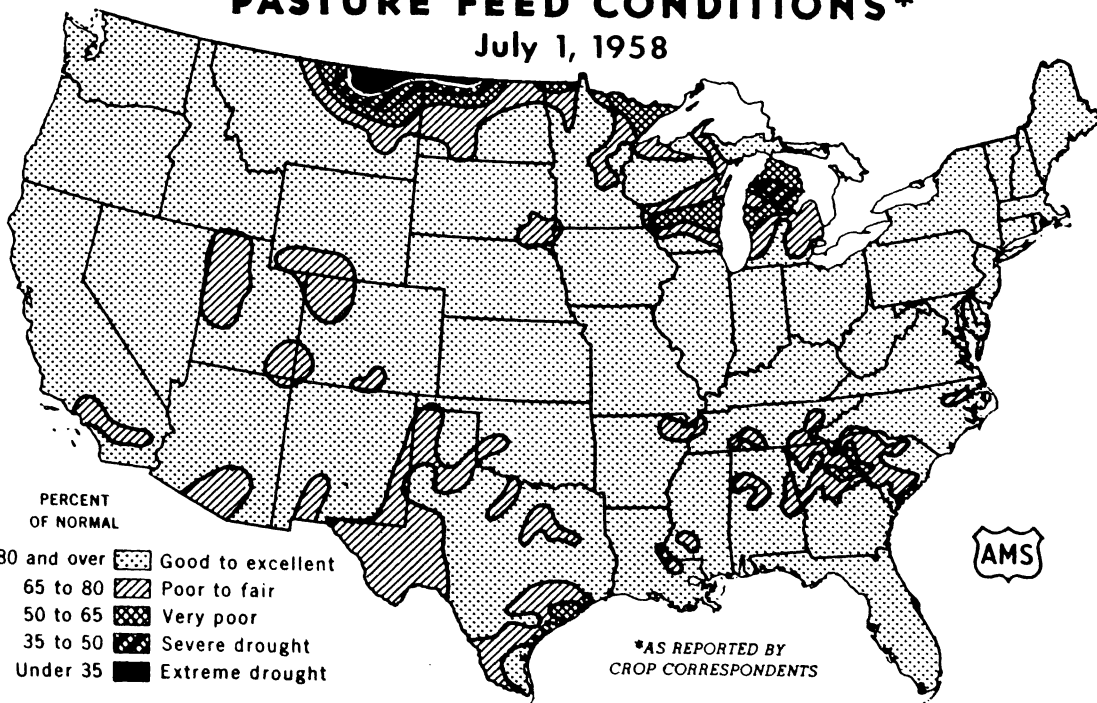 PASTURE FEED CONDITIONS*
July 1, 1958
PERCENT
OF NORMAL
80 and over Good to excellent
65 to 80 Poor to fair
50 to 65 Very poor
35 to 50 Severe drought
Under 35 Extreme drought
*AS REPORTED BY
CROP CORRESPONDENTS
AMS